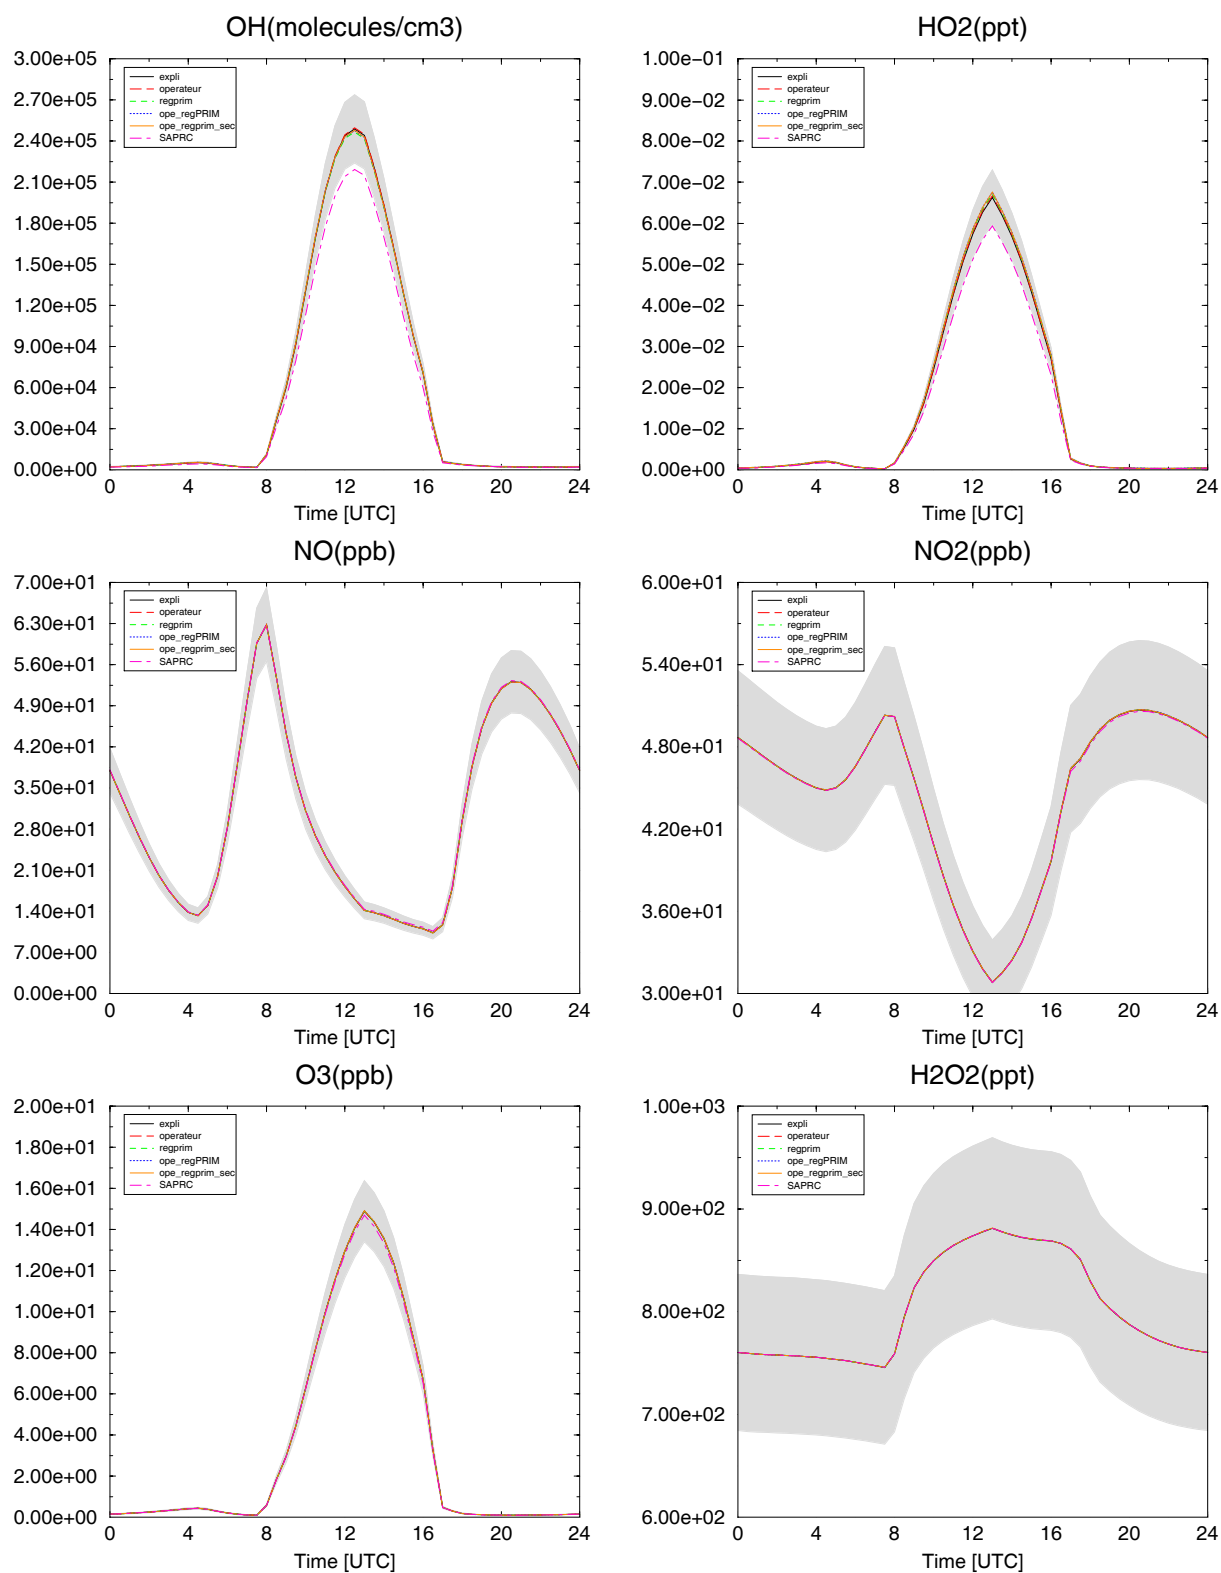 OH(molecules/cm3)
3.00e+05
2.70e+05
2.40e+05
2.10e+05
1.80e+05
1.50e+05
1.20e+05
9.00e+04
6.00e+04
3.00e+04
0.00e+00
expli
operateur
regprim
ope_regPRIM
ope_regprim_sec
SAPRC
0 4 8 12 16 20 24
Time [UTC]
HO2(ppt)
1.00e−01
9.00e−02
8.00e−02
7.00e−02
6.00e−02
5.00e−02
4.00e−02
3.00e−02
2.00e−02
1.00e−02
0.00e+00
expli
operateur
regprim
ope_regPRIM
ope_regprim_sec
SAPRC
0 4 8 12 16 20 24
Time [UTC]
NO(ppb)
7.00e+01
6.30e+01
5.60e+01
4.90e+01
4.20e+01
3.50e+01
2.80e+01
2.10e+01
1.40e+01
7.00e+00
0.00e+00
expli
operateur
regprim
ope_regPRIM
ope_regprim_sec
SAPRC
0 4 8 12 16 20 24
Time [UTC]
NO2(ppb)
6.00e+01
5.40e+01
4.80e+01
4.20e+01
3.60e+01
3.00e+01
expli
operateur
regprim
ope_regPRIM
ope_regprim_sec
SAPRC
0 4 8 12 16 20 24
Time [UTC]
O3(ppb)
2.00e+01
1.80e+01
1.60e+01
1.40e+01
1.20e+01
1.00e+01
8.00e+00
6.00e+00
4.00e+00
2.00e+00
0.00e+00
expli
operateur
regprim
ope_regPRIM
ope_regprim_sec
SAPRC
0 4 8 12 16 20 24
Time [UTC]
H2O2(ppt)
1.00e+03
9.00e+02
8.00e+02
7.00e+02
6.00e+02
expli
operateur
regprim
ope_regPRIM
ope_regprim_sec
SAPRC
0 4 8 12 16 20 24
Time [UTC]